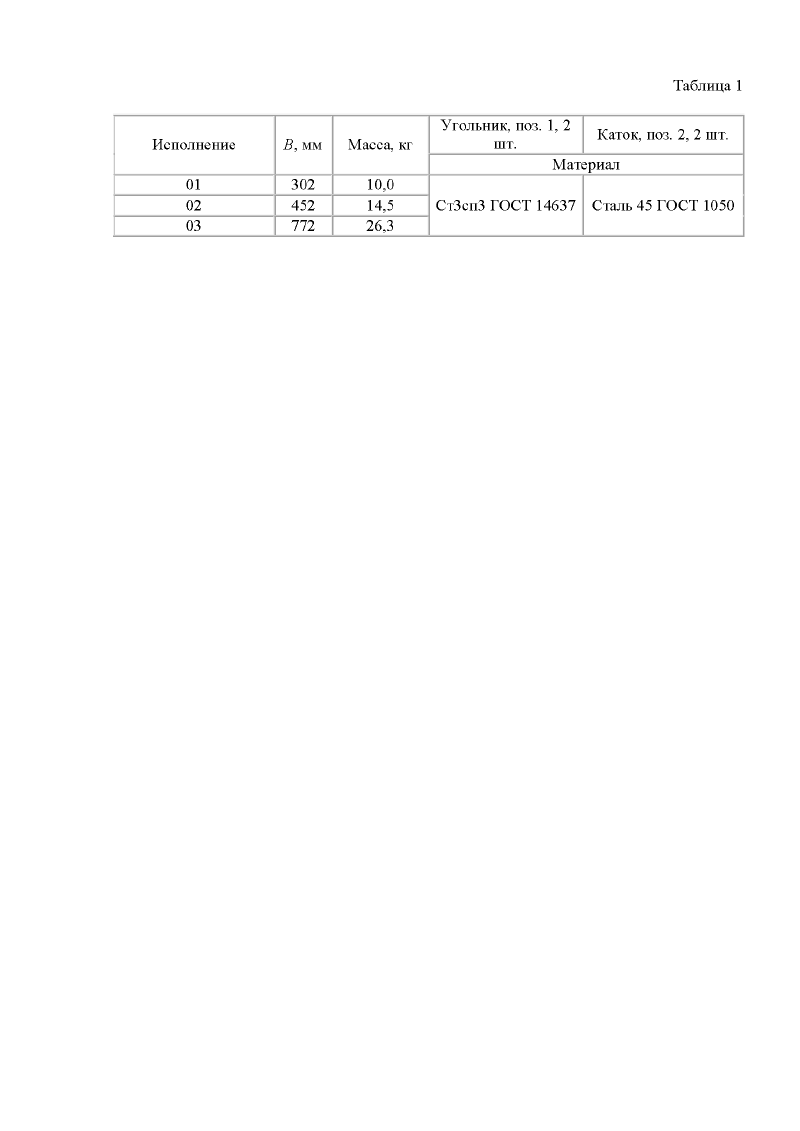 Таблица 1
Исполнение B, мм Масса, кг Угольник, поз. 1, 2 шт. Каток, поз. 2, 2 шт.
Материал
01 302 10,0 Ст3сп3 ГОСТ 14637 Сталь 45 ГОСТ 1050
02 452 14,5
03 772 26,3